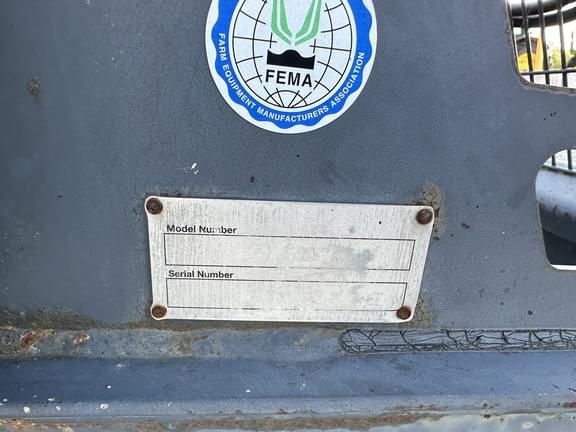 FEMA
FARM EQUIPMENT MANUFACTURERS ASSOCIATION
Model Number
Serial Number